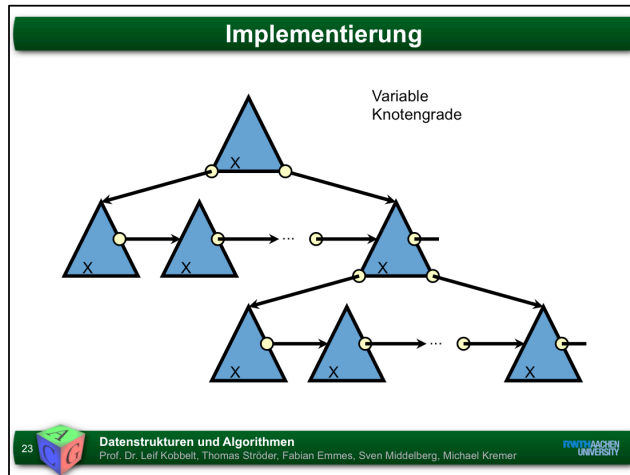 Implementierung
Variable
Knotengrade
X
X
X
...
X
X
X
...
X
23
A
C
G
Datenstrukturen und Algorithmen
Prof. Dr. Leif Kobbelt, Thomas Ströder, Fabian Emmes, Sven Middelberg, Michael Kremer
RWTHAACHEN
UNIVERSITY